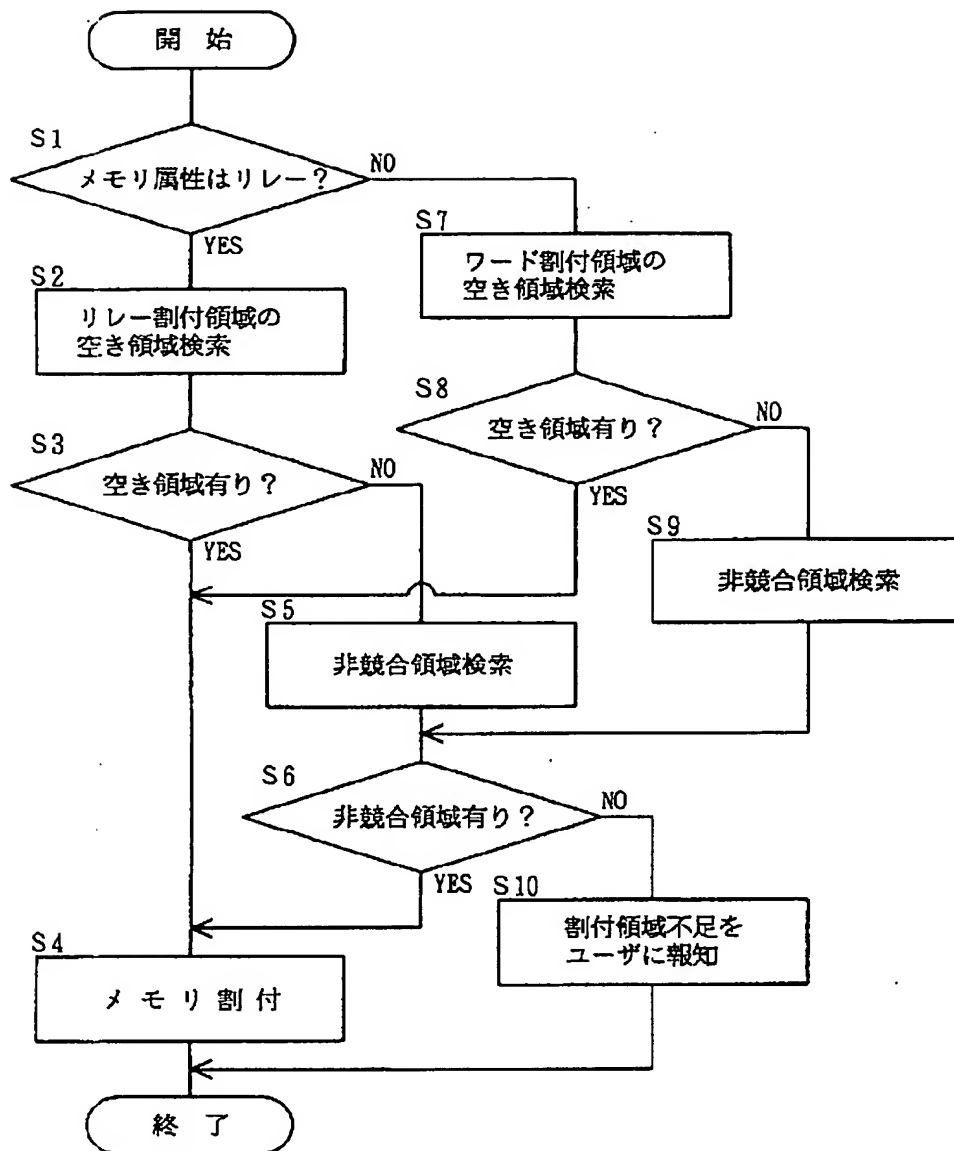 開 始
S1
メモリ属性はリレー？
NO
YES
S7
ワード割付領域の
空き領域検索
S2
リレー割付領域の
空き領域検索
S8
空き領域有り？
NO
YES
S3
空き領域有り？
NO
YES
S9
非競合領域検索
S5
非競合領域検索
S6
非競合領域有り？
NO
YES
S10
割付領域不足を
ユーザに報知
S4
メ モ リ 割 付
終 了